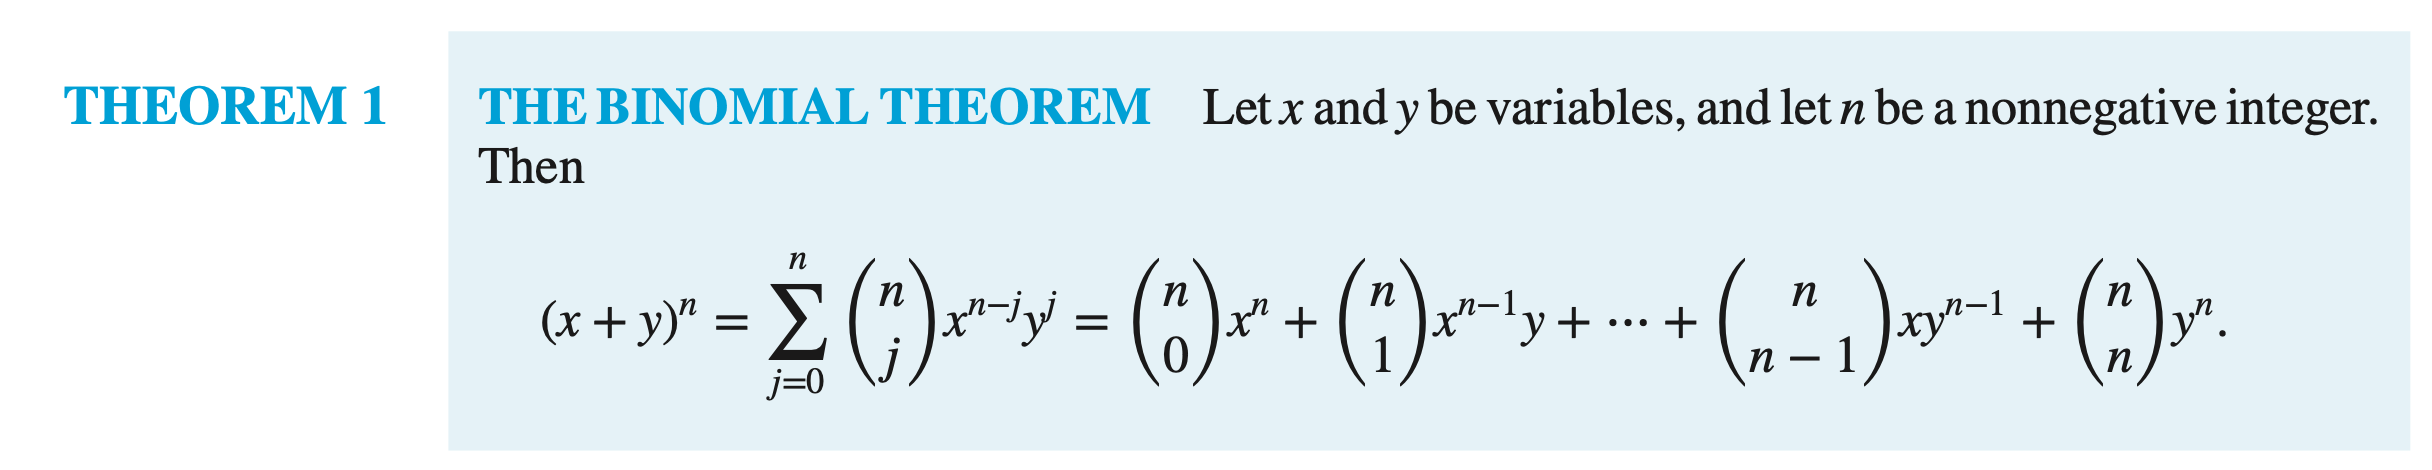 THEOREM 1
THE BINOMIAL THEOREM Let x and y be variables, and let n be a nonnegative integer.
Then
$(x + y)^n = \sum_{j=0}^{n} \binom{n}{j} x^{n-j} y^j = \binom{n}{0} x^n + \binom{n}{1} x^{n-1} y + \cdots + \binom{n}{n-1} x y^{n-1} + \binom{n}{n} y^n.$